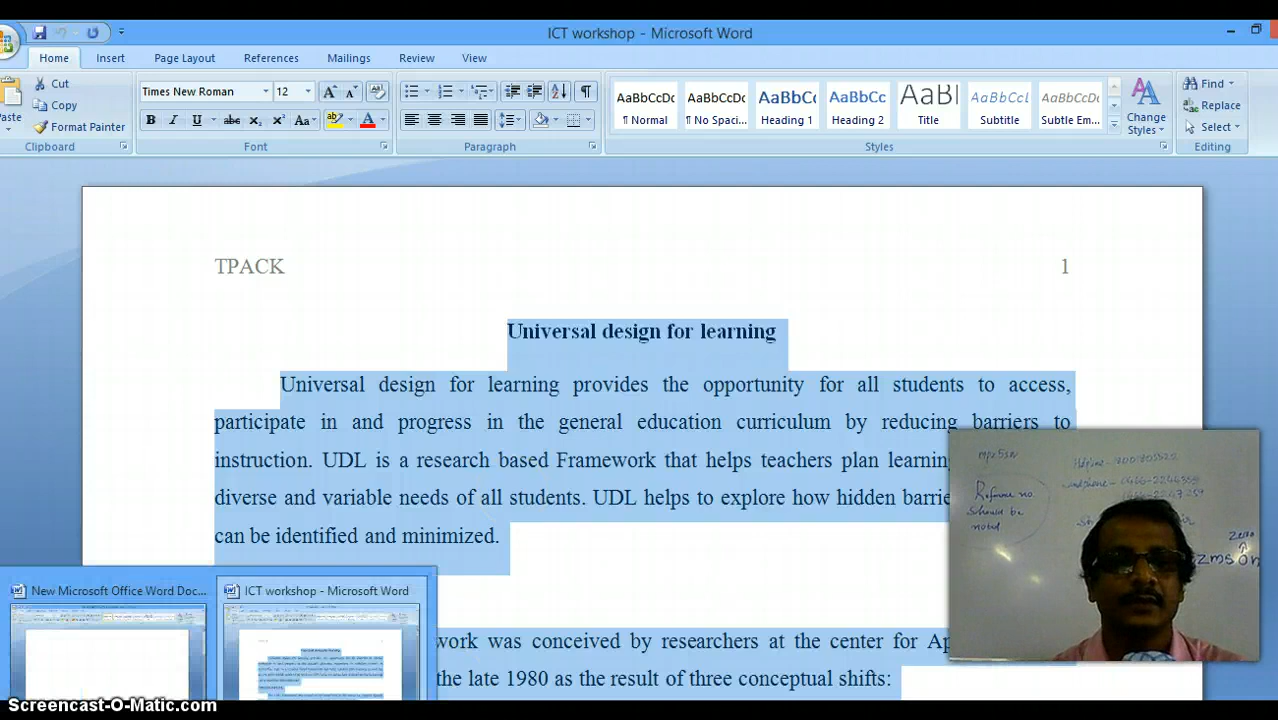 ICT workshop - Microsoft Word
Home Insert Page Layout References Mailings Review View
Cut
Copy
Format Painter
Clipboard
Times New Roman 12
Font
Paragraph
AaBbCcDc AaBbCcDc AaBbCc AaBbCc AaBl AaBbCcL AaBbCcDc
¶ Normal ¶ No Spaci... Heading 1 Heading 2 Title Subtitle Subtle Em...
Change Styles
Styles
Find
Replace
Select
Editing
TPACK 1
Universal design for learning
Universal design for learning provides the opportunity for all students to access,
participate in and progress in the general education curriculum by reducing barriers to
instruction. UDL is a research based Framework that helps teachers plan learning
diverse and variable needs of all students. UDL helps to explore how hidden barrie
can be identified and minimized.
work was conceived by researchers at the center for Ap
the late 1980 as the result of three conceptual shifts:
New Microsoft Office Word Doc...
ICT workshop - Microsoft Word
Reference no.
should be
noted
zero
Screencast-O-Matic.com